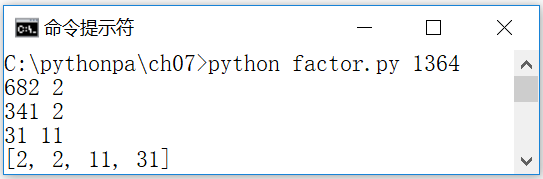 命令提示符
C:\pythonpa\ch07>python factor.py 1364
682 2
341 2
31 11
[2, 2, 11, 31]